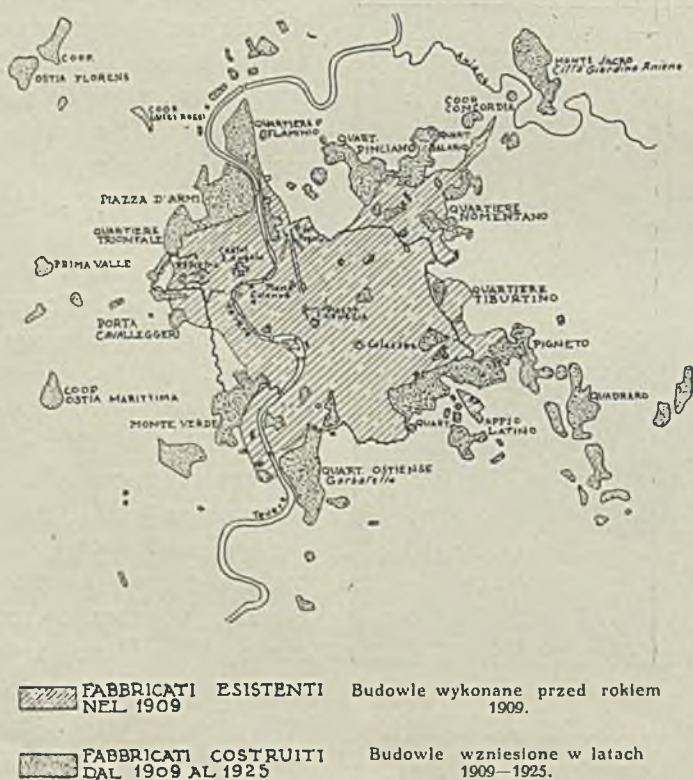 COOP.
OSTIA FLORENS
COOP.
LUIGI ROSSI
QUARTIERE
FLAMINIO
QUART.
PINCIANO
QUART.
SALARIO
COOP.
CONCORDIA
Aniene
MONTE SACRO
Città Giardino Aniene
PIAZZA D'ARMI
QUARTIERE
TRIONFALE
QUARTIERE
NOMENTANO
PRIMA VALLE
PORTA
CAVALLEGGERI
QUARTIERE
TIBURTINO
PIGNETO
COOP.
OSTIA MARITTIMA
MONTE VERDE
QUADRARO
QUART.
APPIO
LATINO
QUART. OSTIENSE
Garbatella
Tevere
FABBRICATI ESISTENTI
NEL 1909
Budowle wykonane przed rokiem
1909.
FABBRICATI COSTRUITI
DAL 1909 AL 1925
Budowle wzniesione w latach
1909—1925.